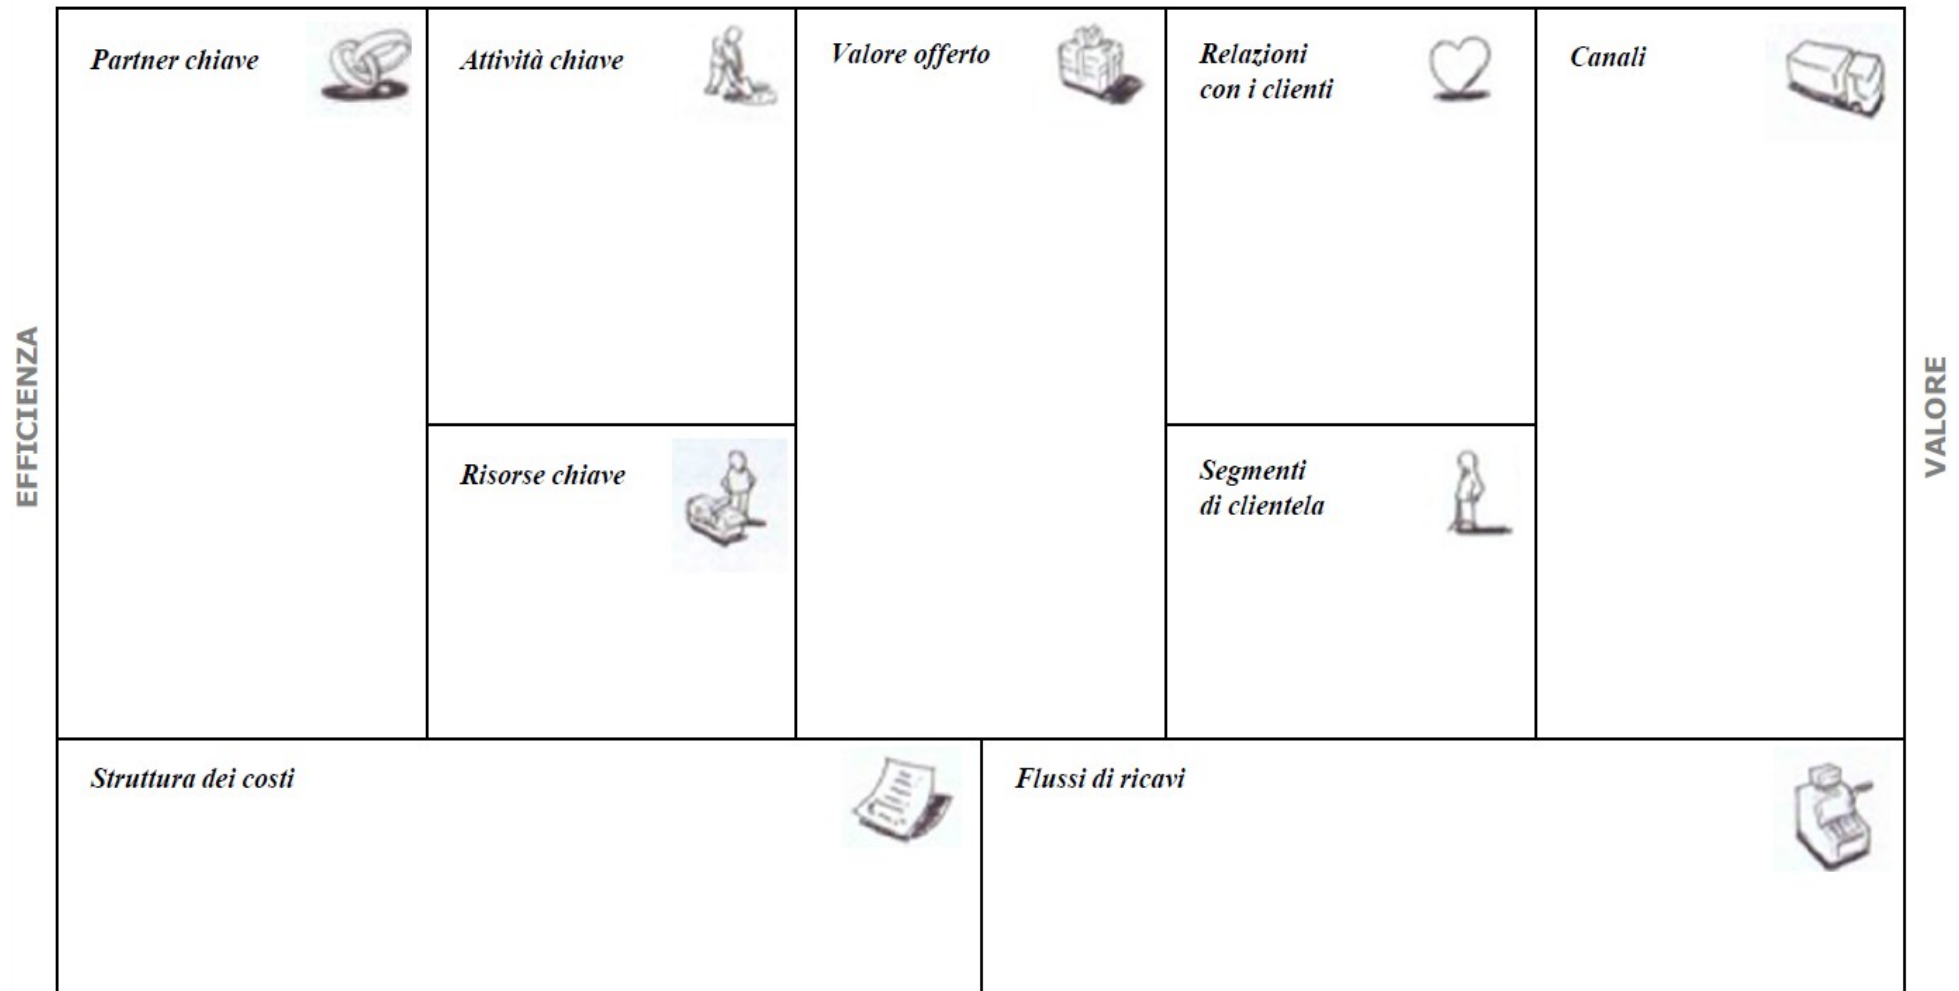 EFFICIENZA
Partner chiave
Attività chiave
Risorse chiave
Valore offerto
Relazioni
con i clienti
Segmenti
di clientela
Canali
VALORE
Struttura dei costi
Flussi di ricavi